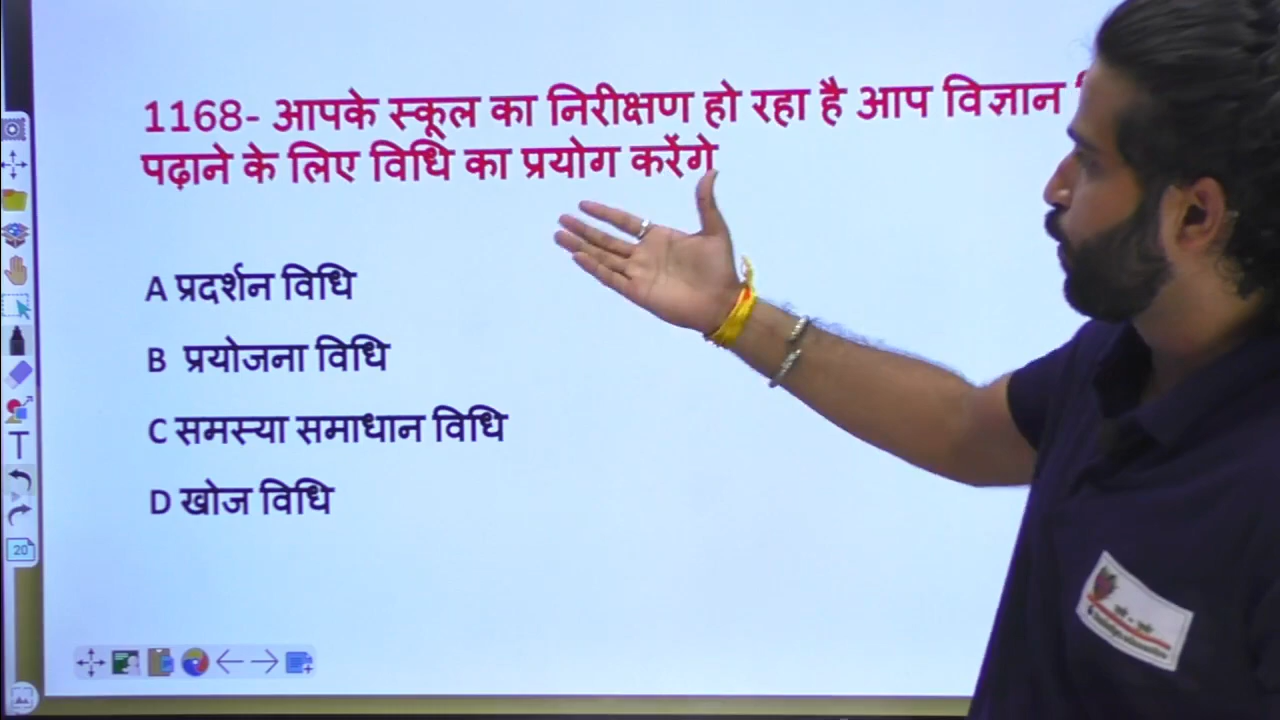 1168- आपके स्कूल का निरीक्षण हो रहा है आप विज्ञान
पढ़ाने के लिए विधि का प्रयोग करेंगे
A प्रदर्शन विधि
B प्रयोजना विधि
C समस्या समाधान विधि
D खोज विधि
20